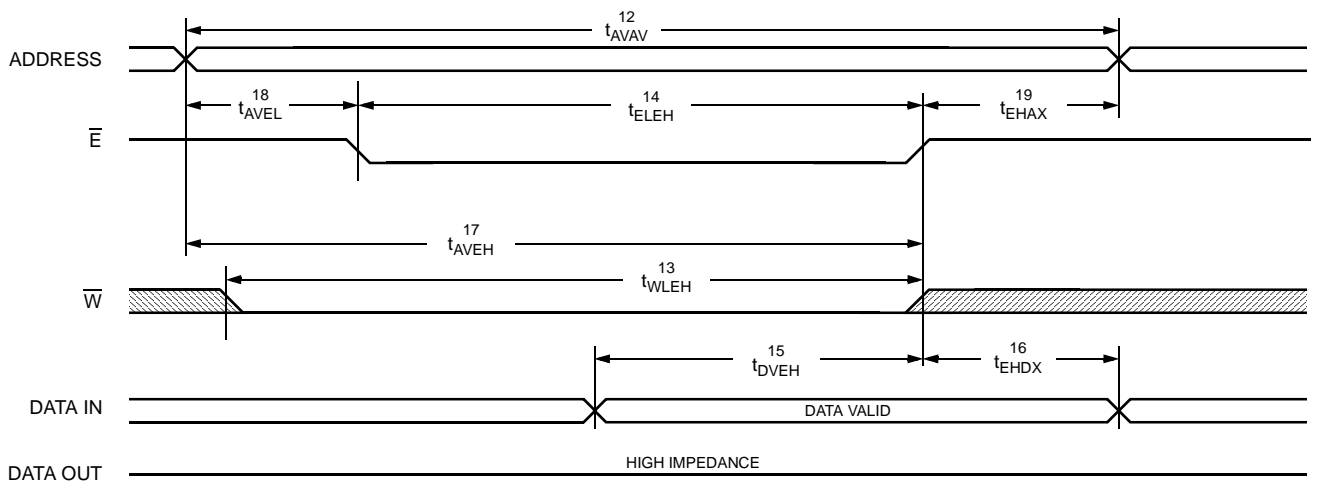 12
tAVAV
ADDRESS
18
tAVEL
14
tELEH
19
tEHAX
E̅
17
tAVEH
13
tWLEH
W̅
15
tDVEH
16
tEHDX
DATA IN
DATA VALID
DATA OUT
HIGH IMPEDANCE